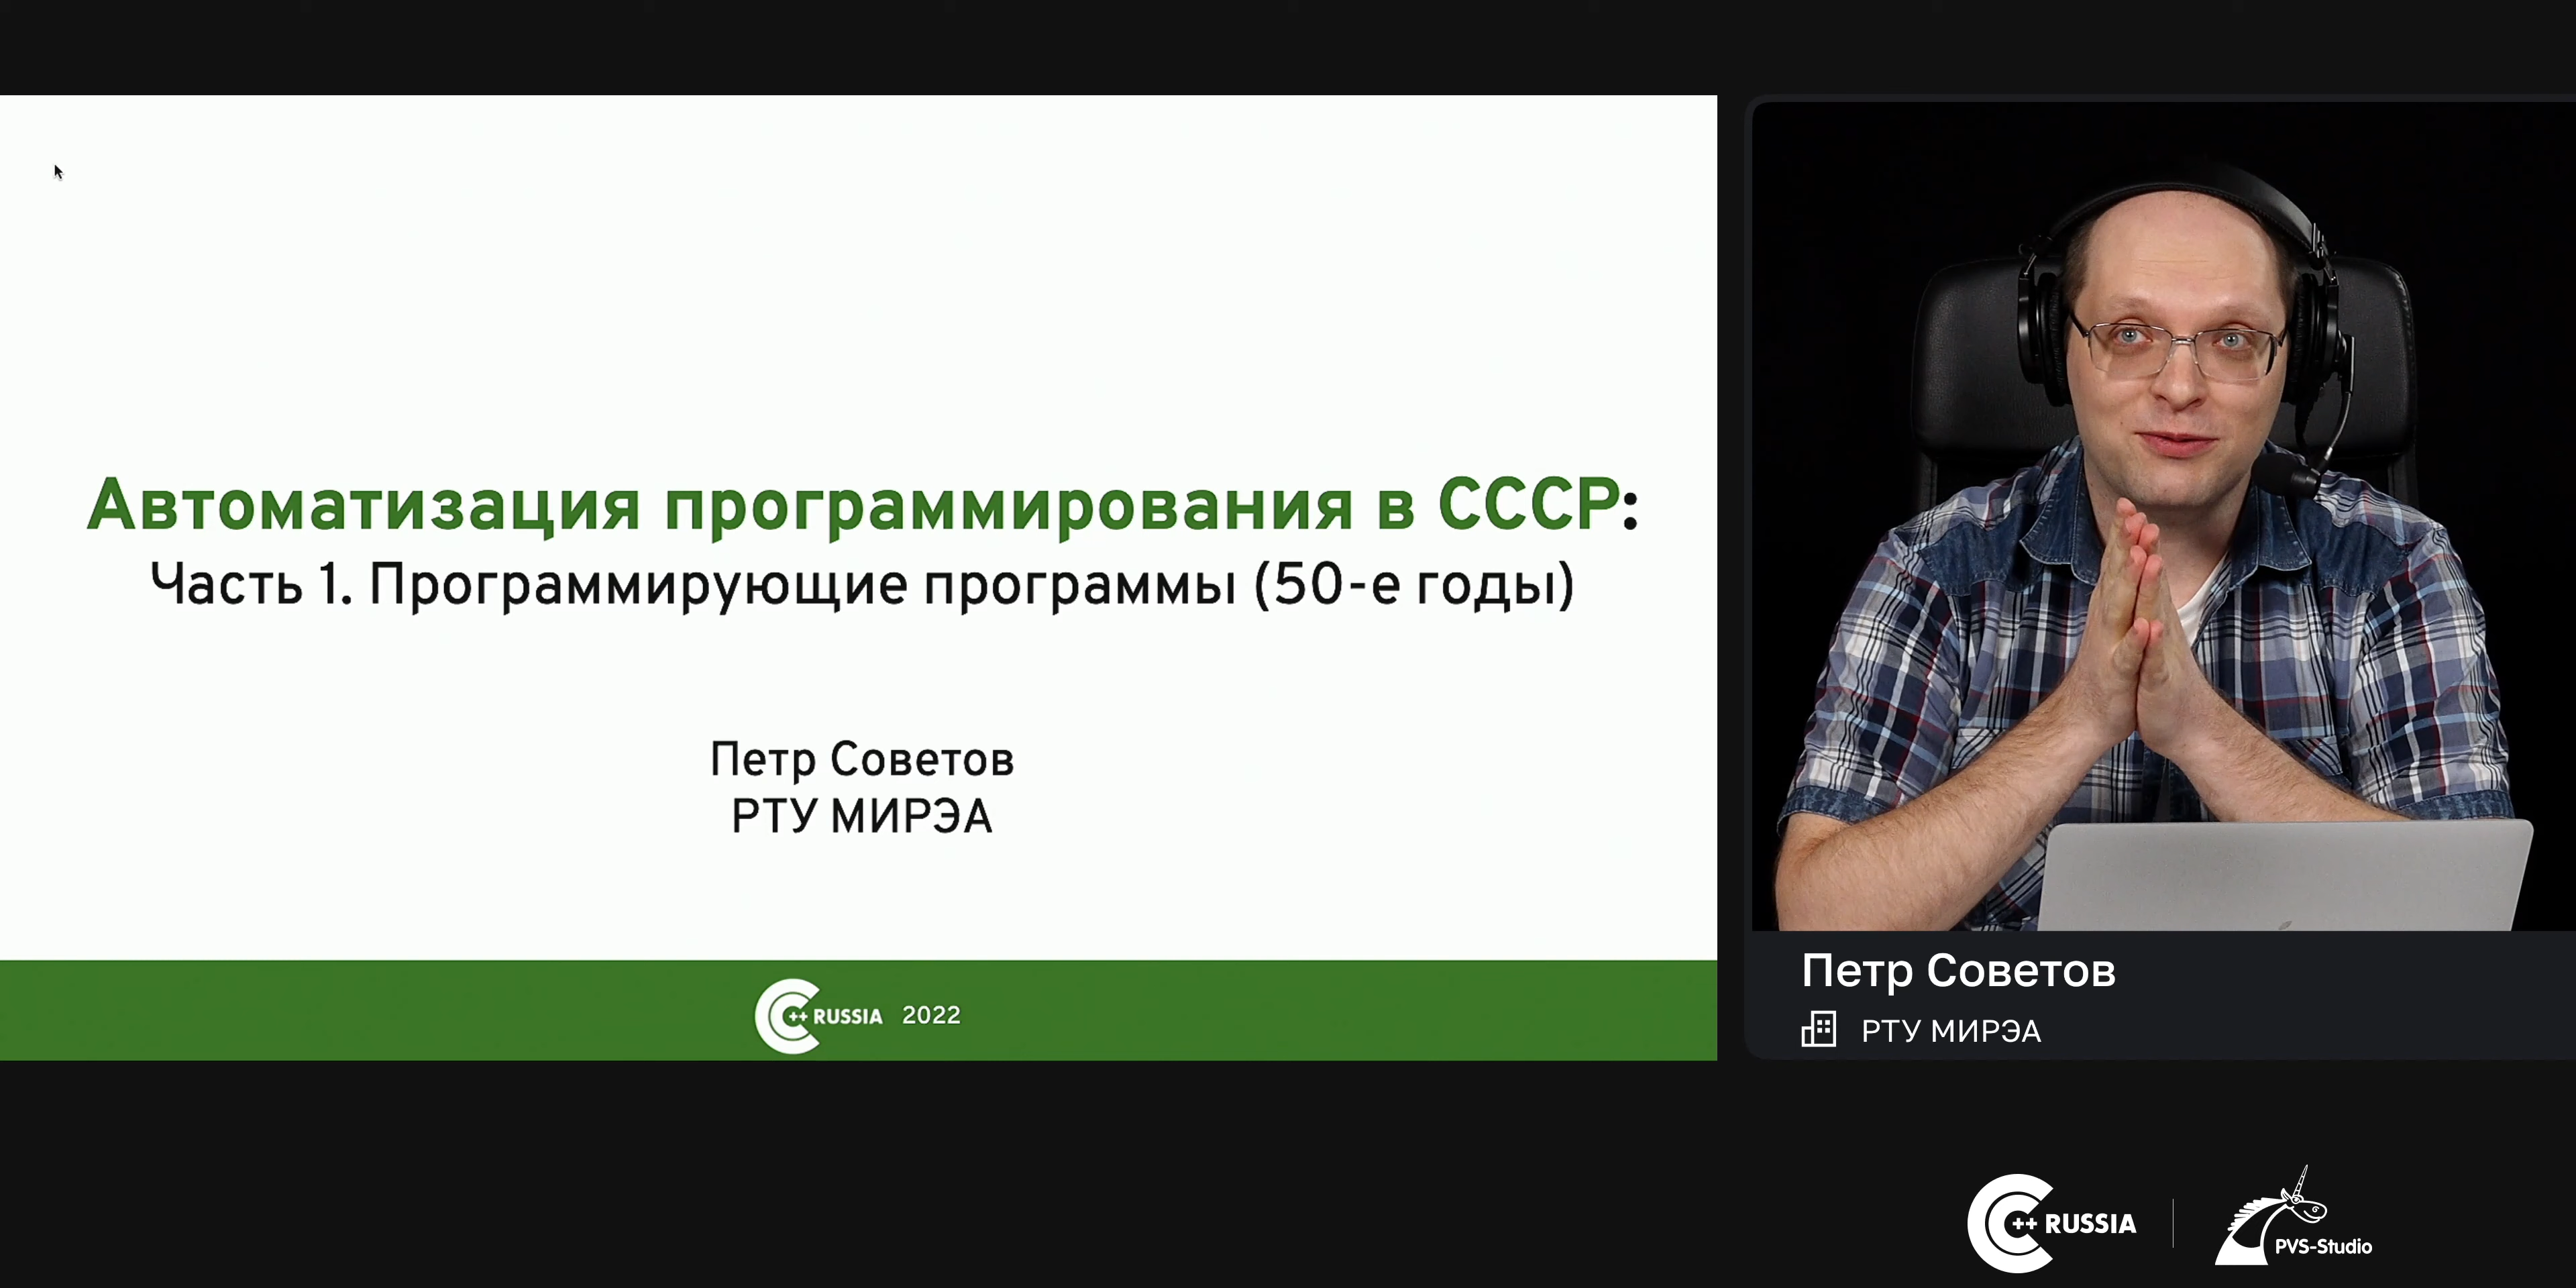 Автоматизация программирования в СССР:
Часть 1. Программирующие программы (50-е годы)
Петр Советов
РТУ МИРЭА
C++ RUSSIA 2022
Петр Советов
РТУ МИРЭА
C++ RUSSIA
PVS-Studio